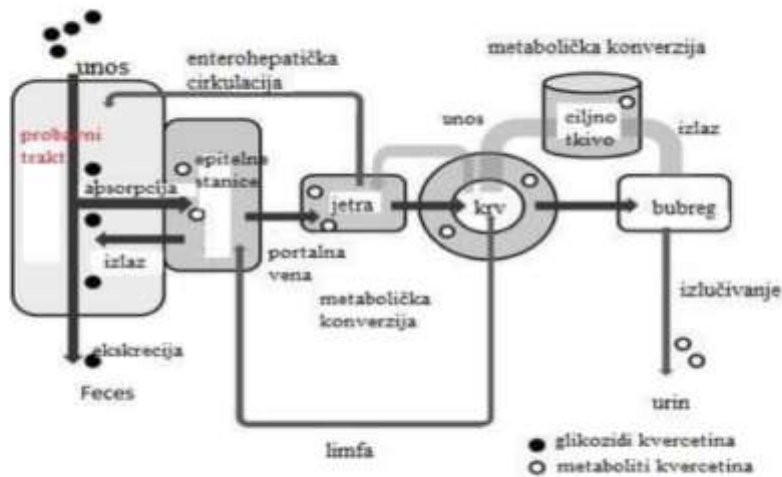 unos
enterohepatička
cirkulacija
metabolička konverzija
probavni
trakt
epitelne
stanice
apsorpcija
izlaz
portalna
vena
jetra
unos
krv
ciljno
tkivo
izlaz
bubreg
metabolička
konverzija
izlučivanje
ekskrecija
Feces
limfa
urin
glikozidi kvercetina
metaboliti kvercetina